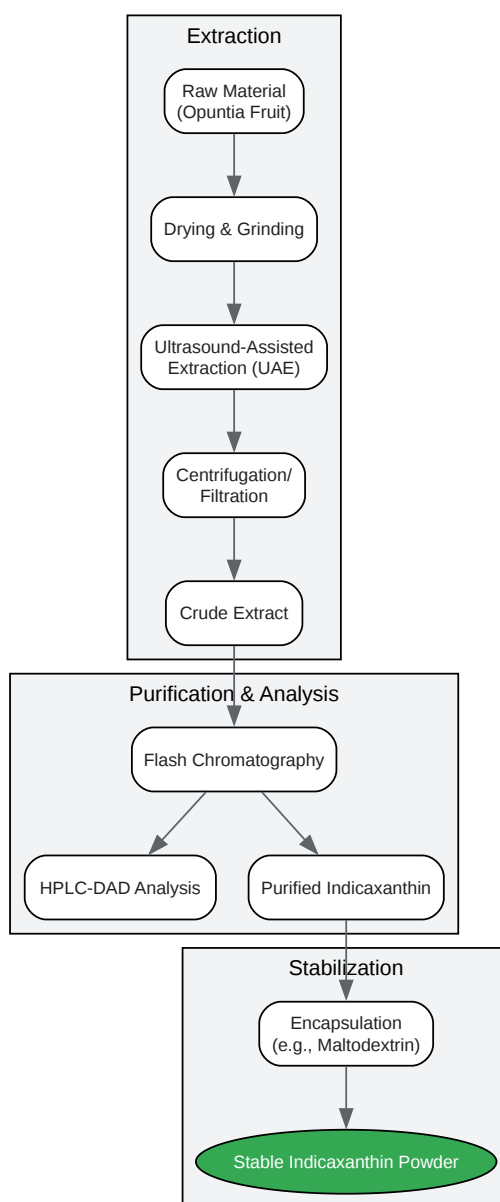 Extraction
Raw Material
(Opuntia Fruit)
Drying & Grinding
Ultrasound-Assisted
Extraction (UAE)
Centrifugation/
Filtration
Crude Extract
Purification & Analysis
Flash Chromatography
HPLC-DAD Analysis
Purified Indicaxanthin
Stabilization
Encapsulation
(e.g., Maltodextrin)
Stable Indicaxanthin Powder